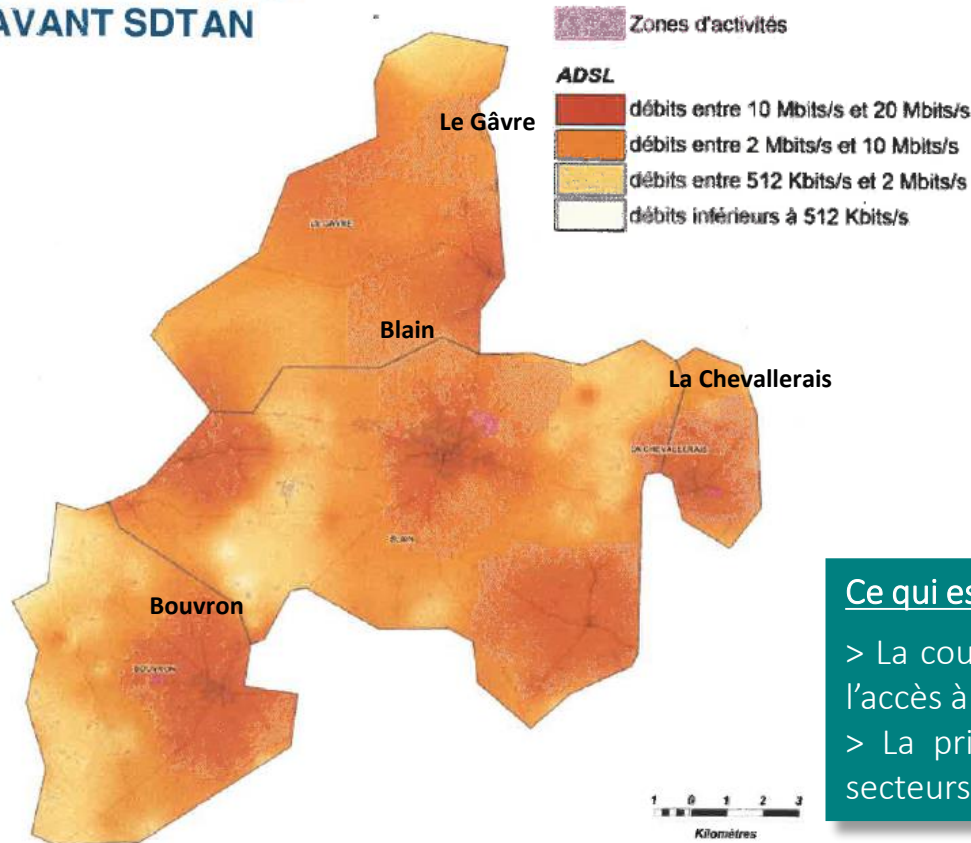 AVANT SDTAN
Zones d'activités
ADSL
débits entre 10 Mbits/s et 20 Mbits/s
débits entre 2 Mbits/s et 10 Mbits/s
débits entre 512 Kbits/s et 2 Mbits/s
débits inférieurs à 512 Kbits/s
Le Gâvre
LE GAVRE
Blain
La Chevallerais
LA CHEVALLERAIS
BLAIN
Bouvron
BOUVRON
Ce qui es
> La cou
l'accès à
> La pri
secteurs
1 0 1 2 3
Kilomètres